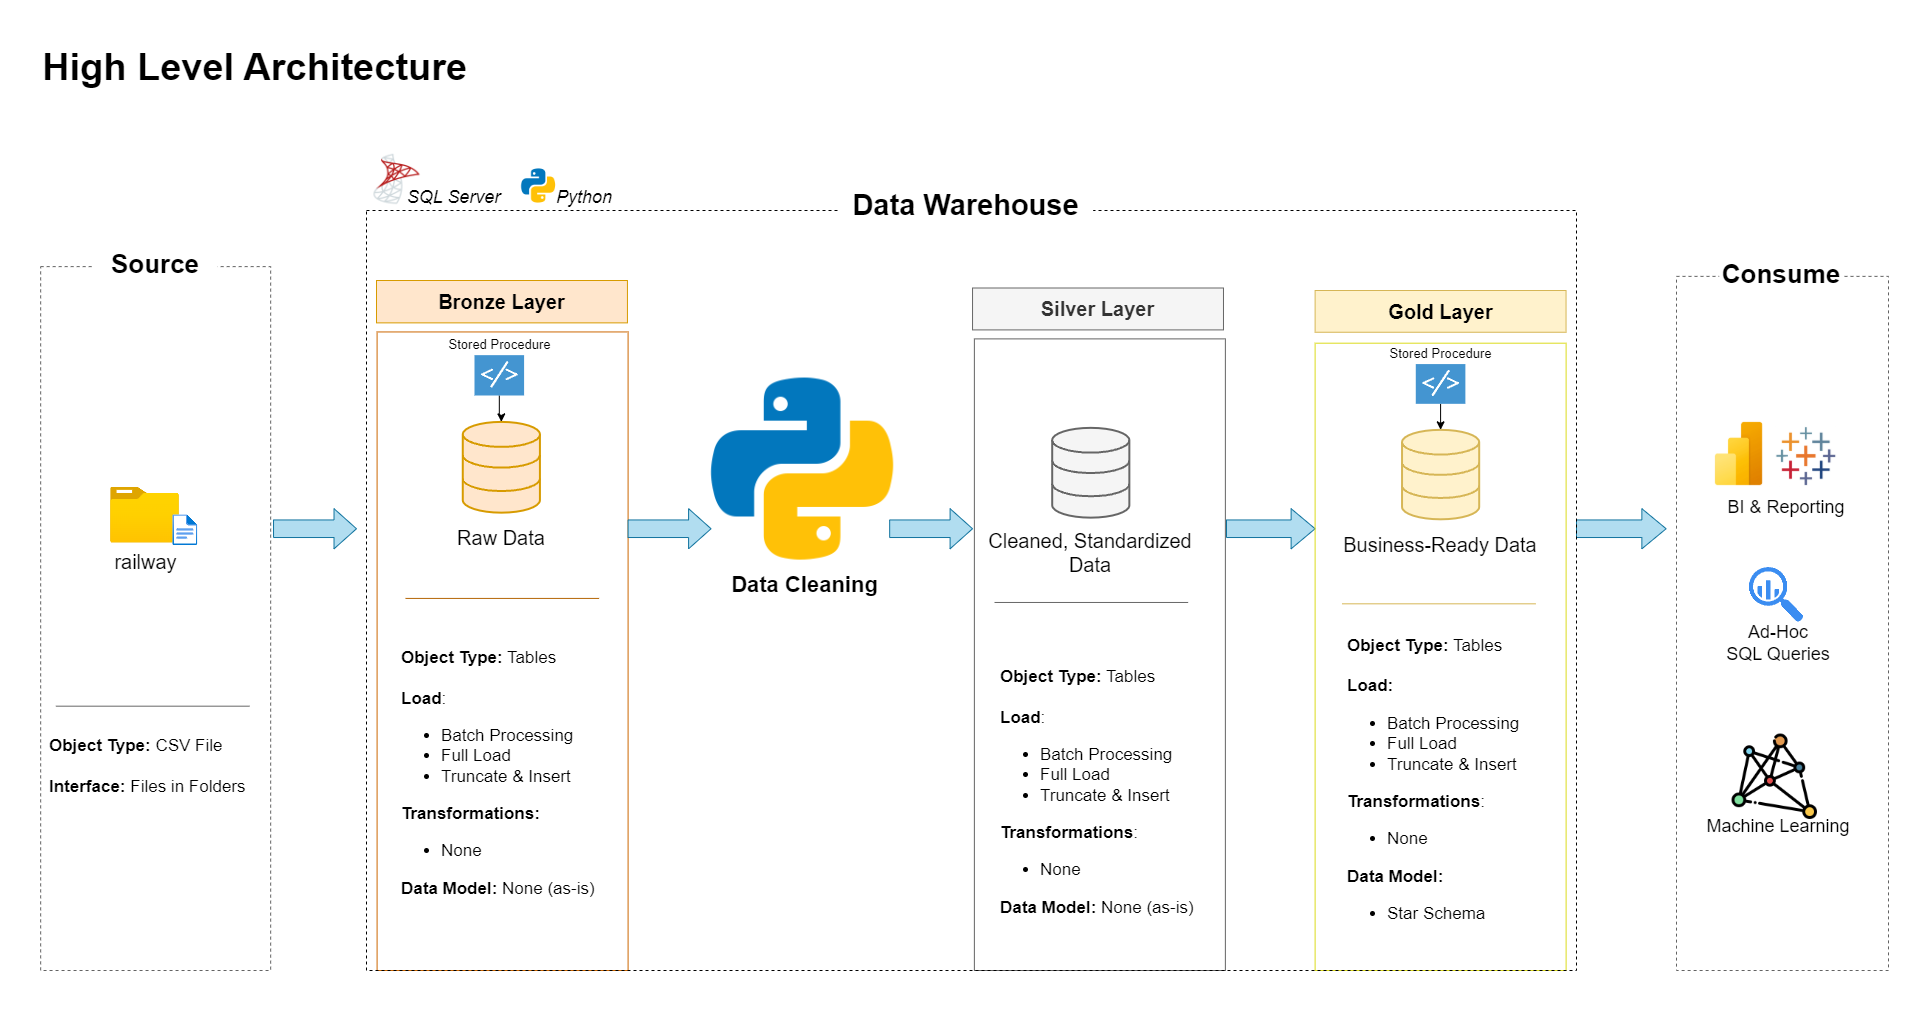 High Level Architecture
SQL Server
Python
Data Warehouse
Source
railway
Object Type: CSV File
Interface: Files in Folders
Bronze Layer
Stored Procedure
</>
Raw Data
Object Type: Tables
Load:
• Batch Processing
• Full Load
• Truncate & Insert
Transformations:
• None
Data Model: None (as-is)
Data Cleaning
Silver Layer
Cleaned, Standardized
Data
Object Type: Tables
Load:
• Batch Processing
• Full Load
• Truncate & Insert
Transformations:
• None
Data Model: None (as-is)
Gold Layer
Stored Procedure
</>
Business-Ready Data
Object Type: Tables
Load:
• Batch Processing
• Full Load
• Truncate & Insert
Transformations:
• None
Data Model:
• Star Schema
Consume
BI & Reporting
Ad-Hoc
SQL Queries
Machine Learning